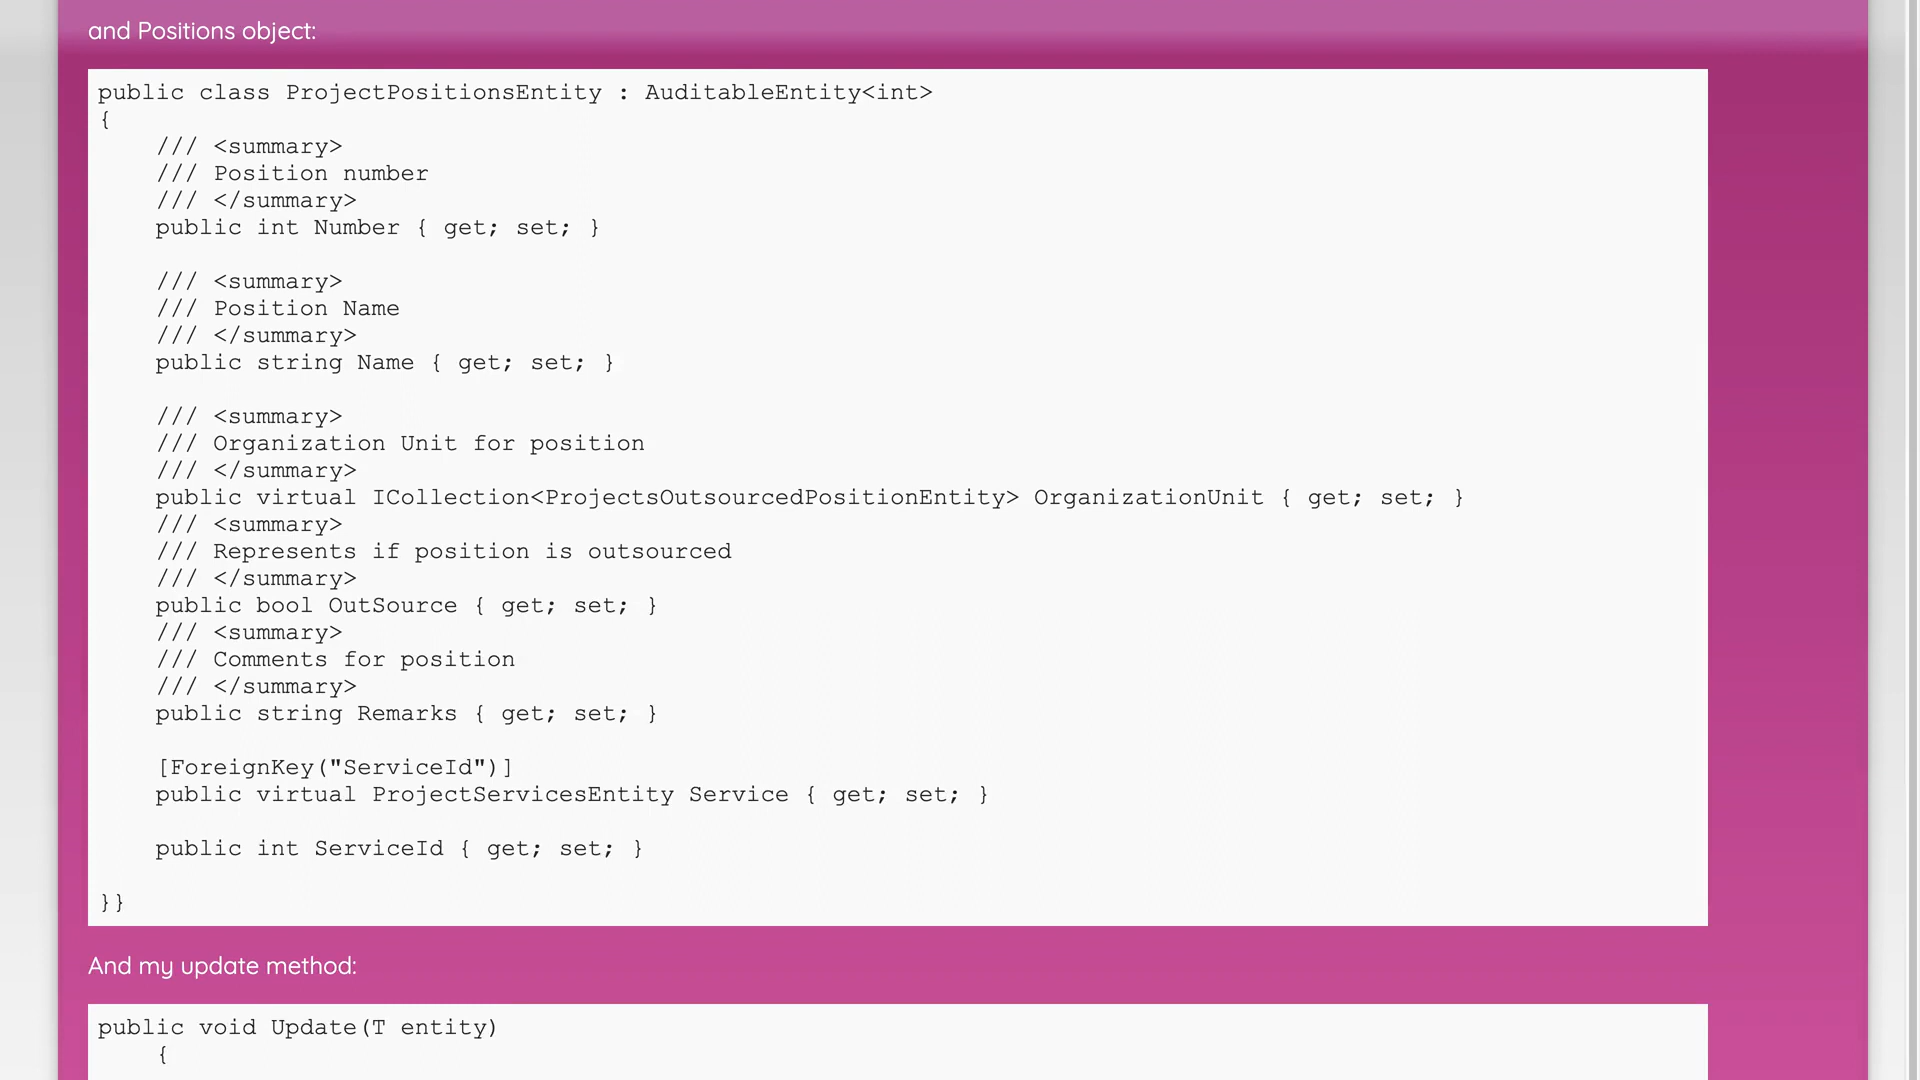 and Positions object:
public class ProjectPositionsEntity : AuditableEntity<int>
{
    /// <summary>
    /// Position number
    /// </summary>
    public int Number { get; set; }

    /// <summary>
    /// Position Name
    /// </summary>
    public string Name { get; set; }

    /// <summary>
    /// Organization Unit for position
    /// </summary>
    public virtual ICollection<ProjectsOutsourcedPositionEntity> OrganizationUnit { get; set; }
    /// <summary>
    /// Represents if position is outsourced
    /// </summary>
    public bool OutSource { get; set; }
    /// <summary>
    /// Comments for position
    /// </summary>
    public string Remarks { get; set; }

    [ForeignKey("ServiceId")]
    public virtual ProjectServicesEntity Service { get; set; }

    public int ServiceId { get; set; }

}}
And my update method:
public void Update(T entity)
    {